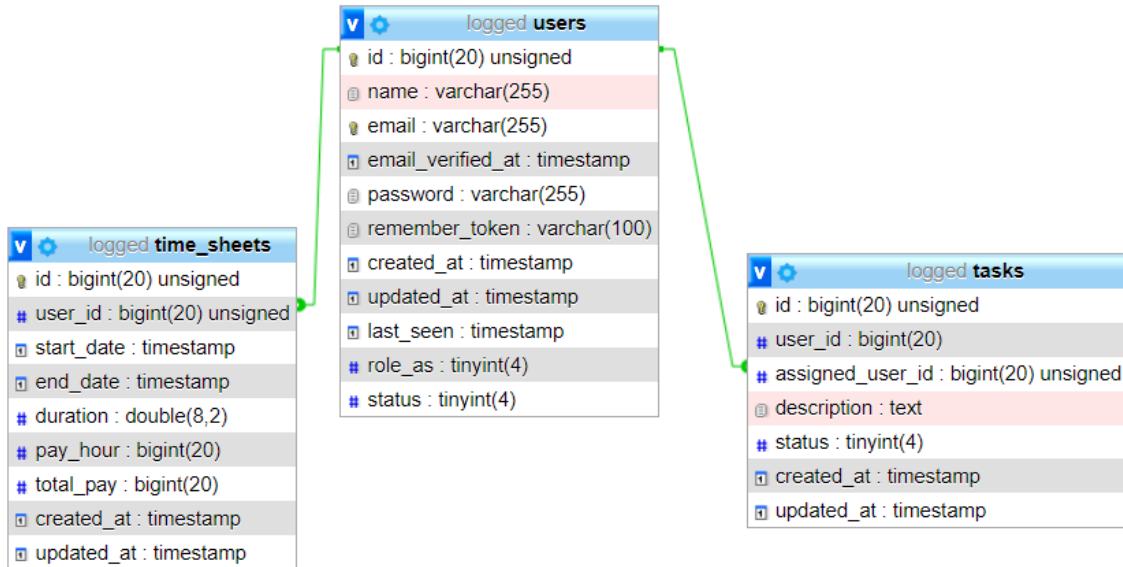 v logged users
id : bigint(20) unsigned
name : varchar(255)
email : varchar(255)
email_verified_at : timestamp
password : varchar(255)
remember_token : varchar(100)
created_at : timestamp
updated_at : timestamp
last_seen : timestamp
# role_as : tinyint(4)
# status : tinyint(4)
v logged time_sheets
id : bigint(20) unsigned
# user_id : bigint(20) unsigned
start_date : timestamp
end_date : timestamp
# duration : double(8,2)
# pay_hour : bigint(20)
# total_pay : bigint(20)
created_at : timestamp
updated_at : timestamp
v logged tasks
id : bigint(20) unsigned
# user_id : bigint(20)
# assigned_user_id : bigint(20) unsigned
description : text
# status : tinyint(4)
created_at : timestamp
updated_at : timestamp